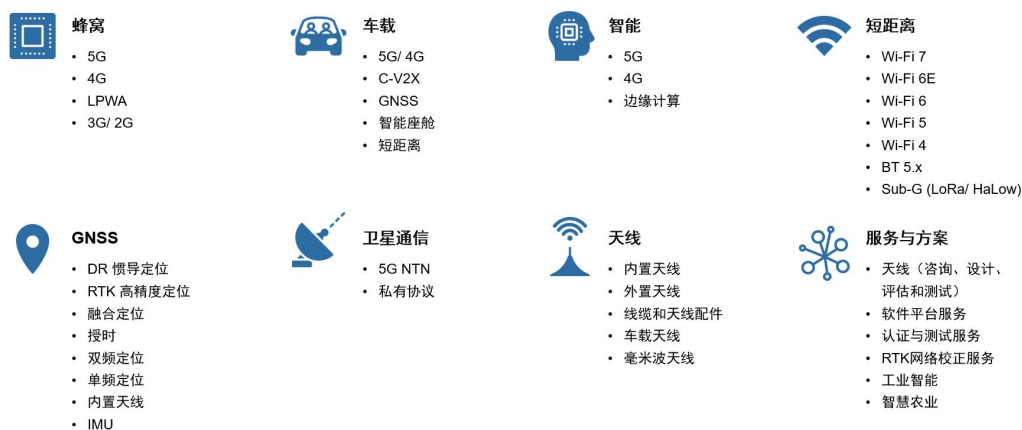 蜂窝
• 5G
• 4G
• LPWA
• 3G/ 2G
车载
• 5G/ 4G
• C-V2X
• GNSS
• 智能座舱
• 短距离
智能
• 5G
• 4G
• 边缘计算
短距离
• Wi-Fi 7
• Wi-Fi 6E
• Wi-Fi 6
• Wi-Fi 5
• Wi-Fi 4
• BT 5.x
• Sub-G (LoRa/ HaLow)
GNSS
• DR 惯导定位
• RTK 高精度定位
• 融合定位
• 授时
• 双频定位
• 单频定位
• 内置天线
• IMU
卫星通信
• 5G NTN
• 私有协议
天线
• 内置天线
• 外置天线
• 线缆和天线配件
• 车载天线
• 毫米波天线
服务与方案
• 天线（咨询、设计、
评估和测试）
• 软件平台服务
• 认证与测试服务
• RTK网络校正服务
• 工业智能
• 智慧农业